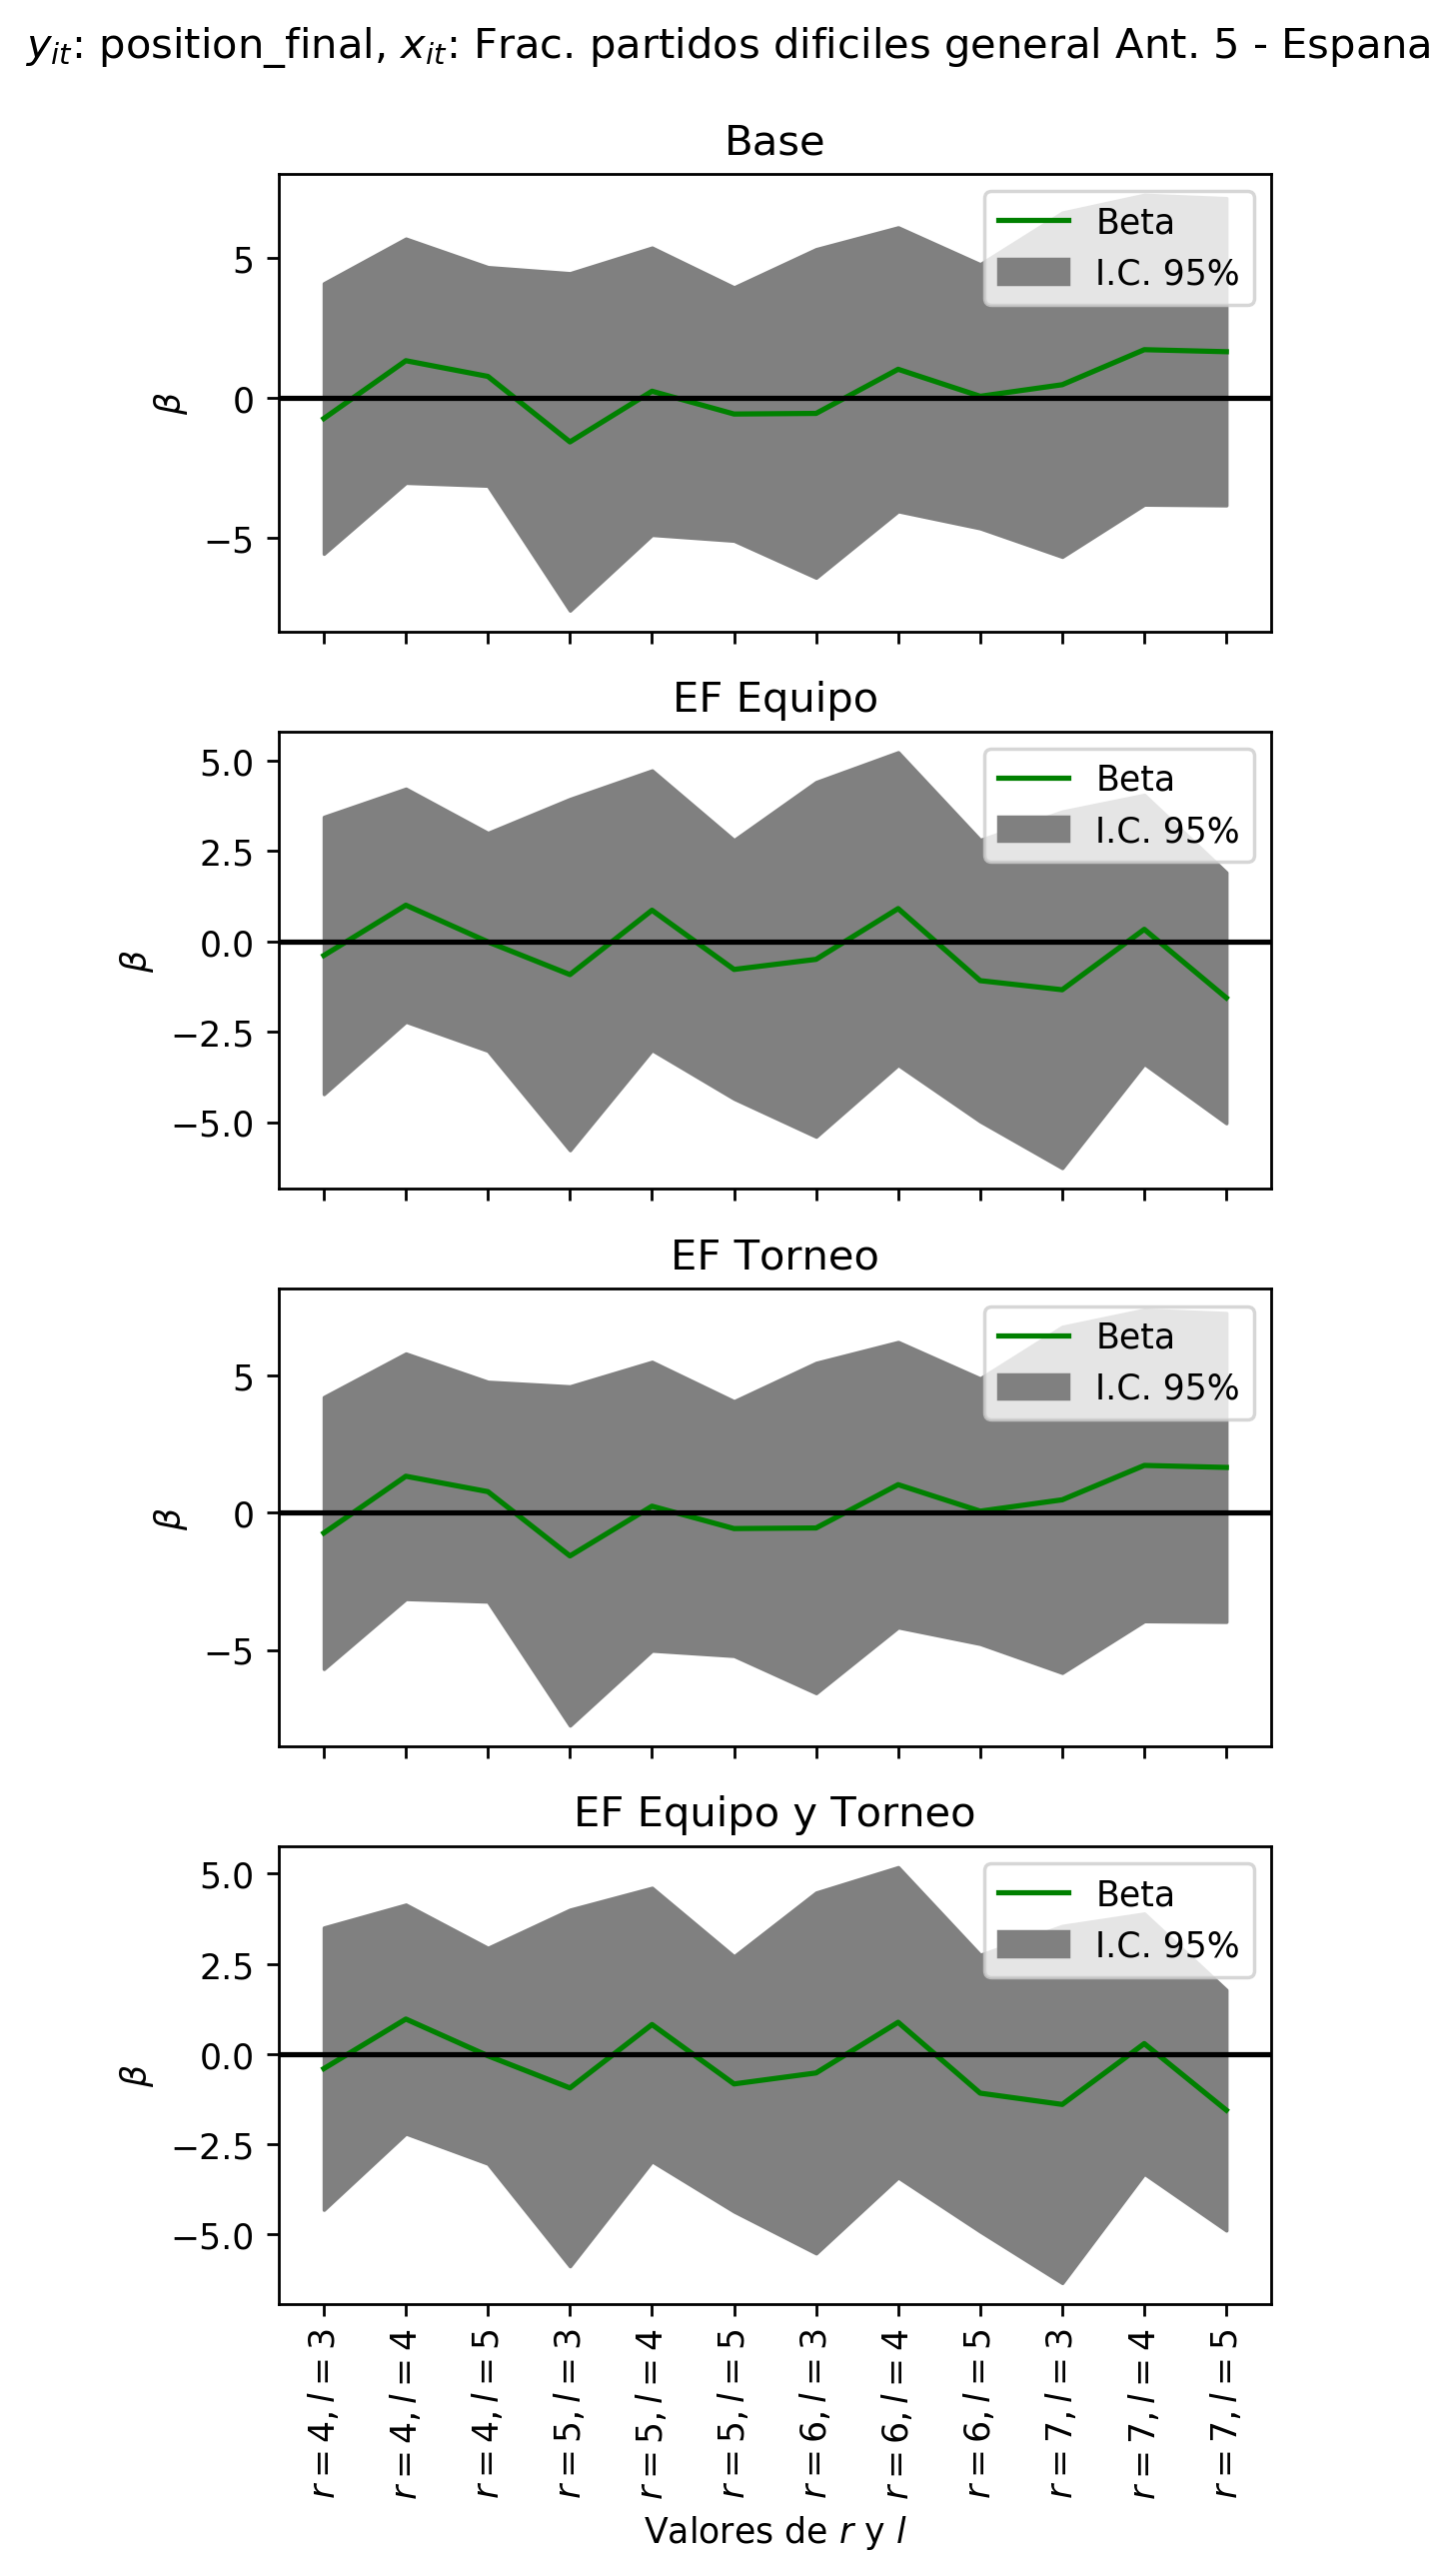 y_it: position_final, x_it: Frac. partidos dificiles general Ant. 5 - Espana
Base
Beta
I.C. 95%
5
0
−5
β
EF Equipo
Beta
I.C. 95%
5.0
2.5
0.0
−2.5
−5.0
β
EF Torneo
Beta
I.C. 95%
5
0
−5
β
EF Equipo y Torneo
Beta
I.C. 95%
5.0
2.5
0.0
−2.5
−5.0
β
r = 4, l = 3
r = 4, l = 4
r = 4, l = 5
r = 5, l = 3
r = 5, l = 4
r = 5, l = 5
r = 6, l = 3
r = 6, l = 4
r = 6, l = 5
r = 7, l = 3
r = 7, l = 4
r = 7, l = 5
Valores de r y l